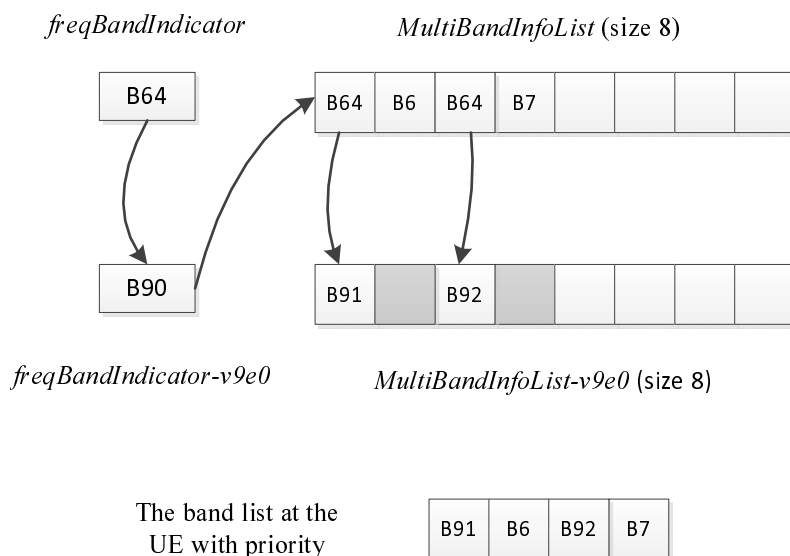 freqBandIndicator
MultiBandInfoList (size 8)
B64
B64 B6 B64 B7
B90
B91 B92
freqBandIndicator-v9e0
MultiBandInfoList-v9e0 (size 8)
The band list at the
UE with priority
B91 B6 B92 B7